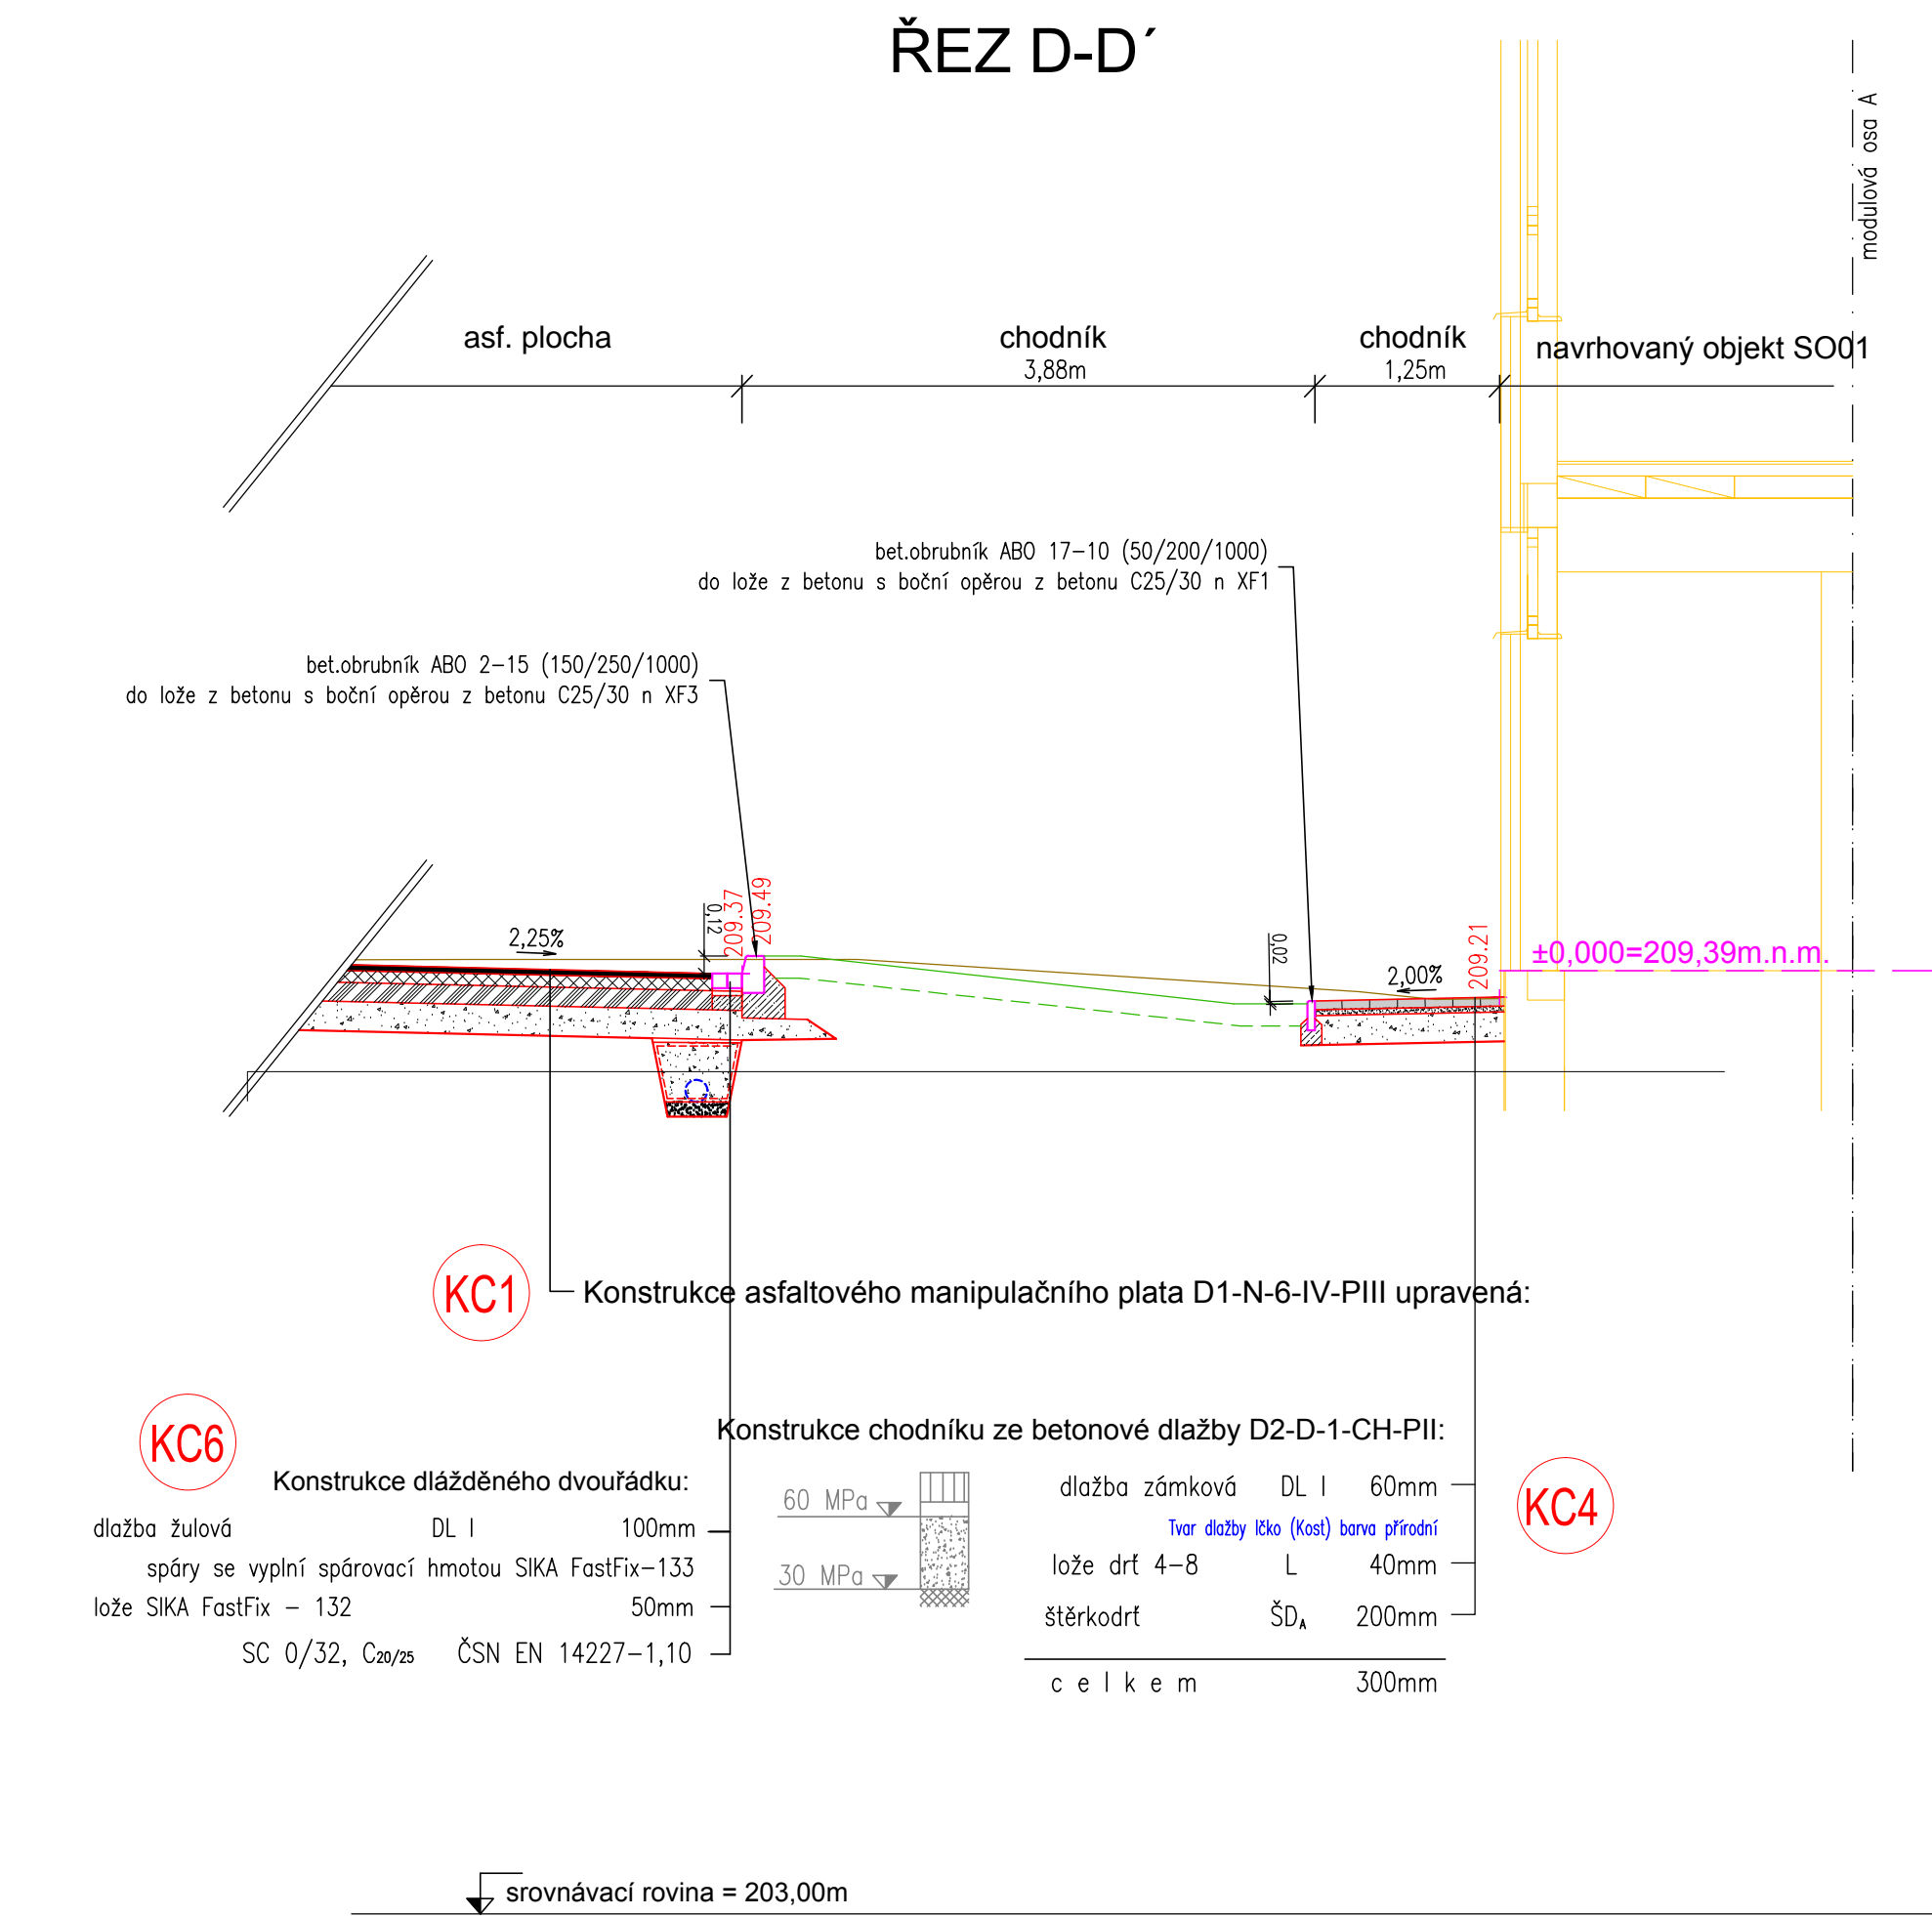 ŘEZ D-D´
modulová osa A
asf. plocha
chodník
3,88m
chodník
1,25m
navrhovaný objekt SO01
bet.obrubník ABO 17-10 (50/200/1000)
do lože z betonu s boční opěrou z betonu C25/30 n XF1
bet.obrubník ABO 2-15 (150/250/1000)
do lože z betonu s boční opěrou z betonu C25/30 n XF3
2,25%
0,12
209.37
209.49
0,02
2,00%
209.21
±0,000=209,39m.n.m.
KC1
Konstrukce asfaltového manipulačního plata D1-N-6-IV-PIII upravená:
KC6
Konstrukce dlážděného dvouřádku:
dlažba žulová DL I 100mm
spáry se vyplní spárovací hmotou SIKA FastFix-133
lože SIKA FastFix - 132 50mm
SC 0/32, C20/25 ČSN EN 14227-1,10
Konstrukce chodníku ze betonové dlažby D2-D-1-CH-PII:
60 MPa
30 MPa
dlažba zámková DL I 60mm
Tvar dlažby Ičko (Kost) barva přírodní
lože drť 4-8 L 40mm
štěrkodrť ŠDA 200mm
celkem 300mm
KC4
srovnávací rovina = 203,00m